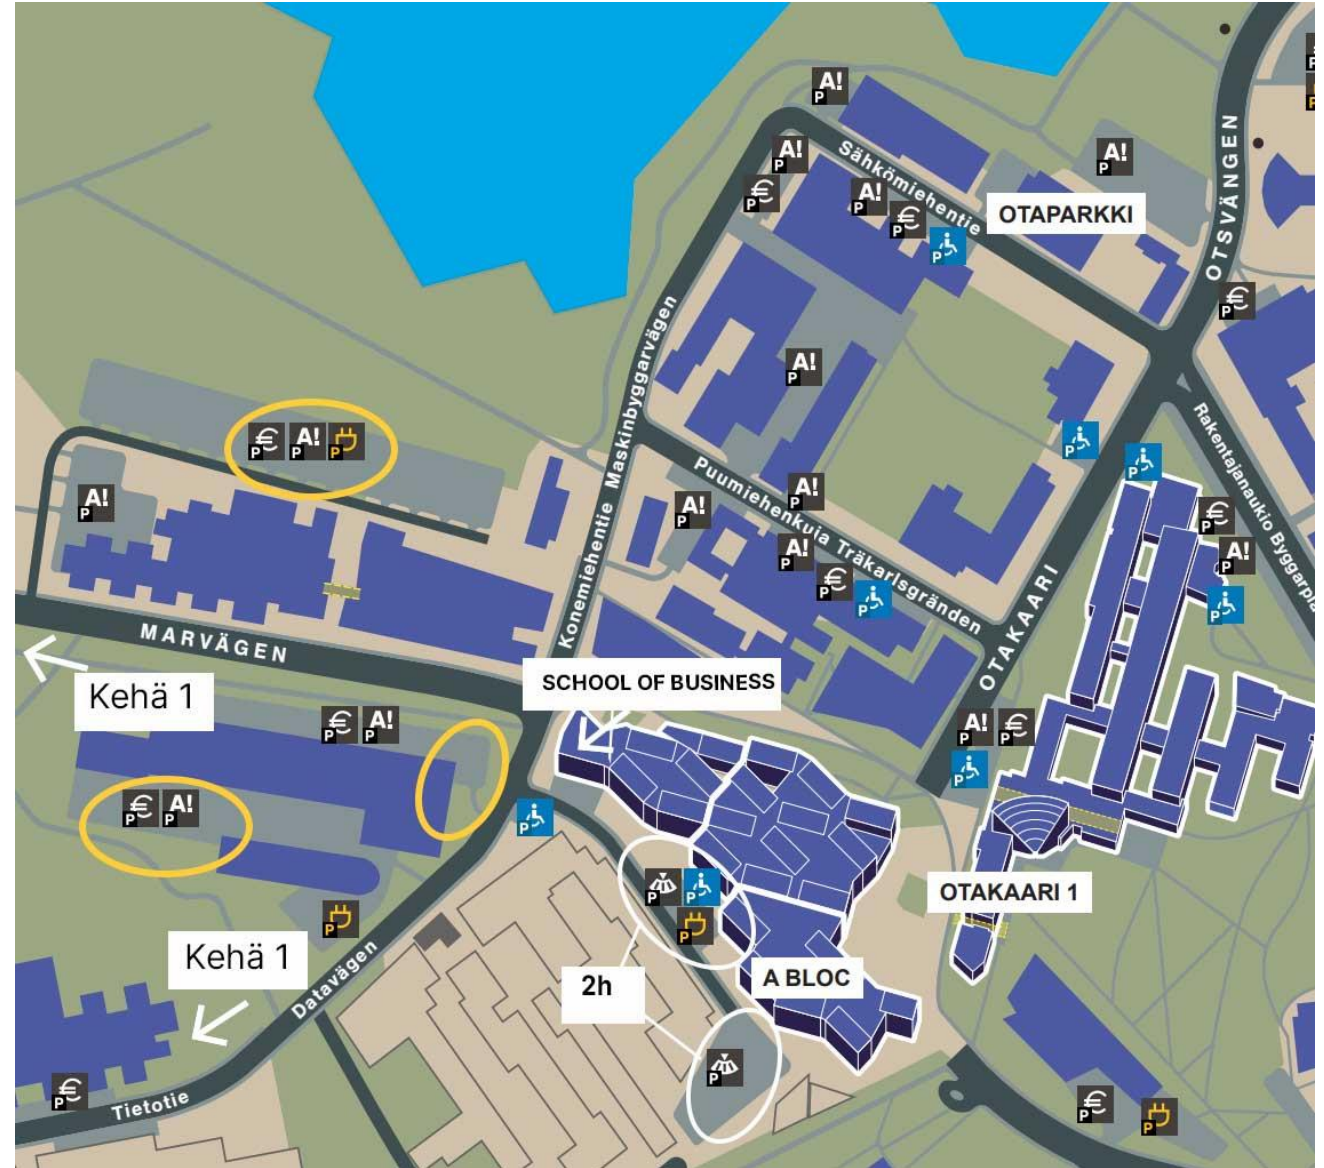 A!
P
P
A!
P
OTSVÄNGEN
Sähkömiehentie
A!
P
A!
P
€
P
A!
P
€
P
P
OTAPARKKI
€
P
Konemiehentie Maskinbyggarvägen
A!
P
€
P
A!
P
P
Puumiehenkuja Träkarlsgränden
Rakentajanaukio
P
P
A!
P
A!
P
A!
P
€
P
A!
P
A!
P
€
P
P
P
OTAKAARI
MARVÄGEN
Kehä 1
SCHOOL OF BUSINESS
€
P
A!
P
A!
P
€
P
P
€
P
A!
P
P
P
P
P
OTAKAARI 1
P
Kehä 1
Datavägen
2h
A BLOC
P
€
P
Tietotie
€
P
P